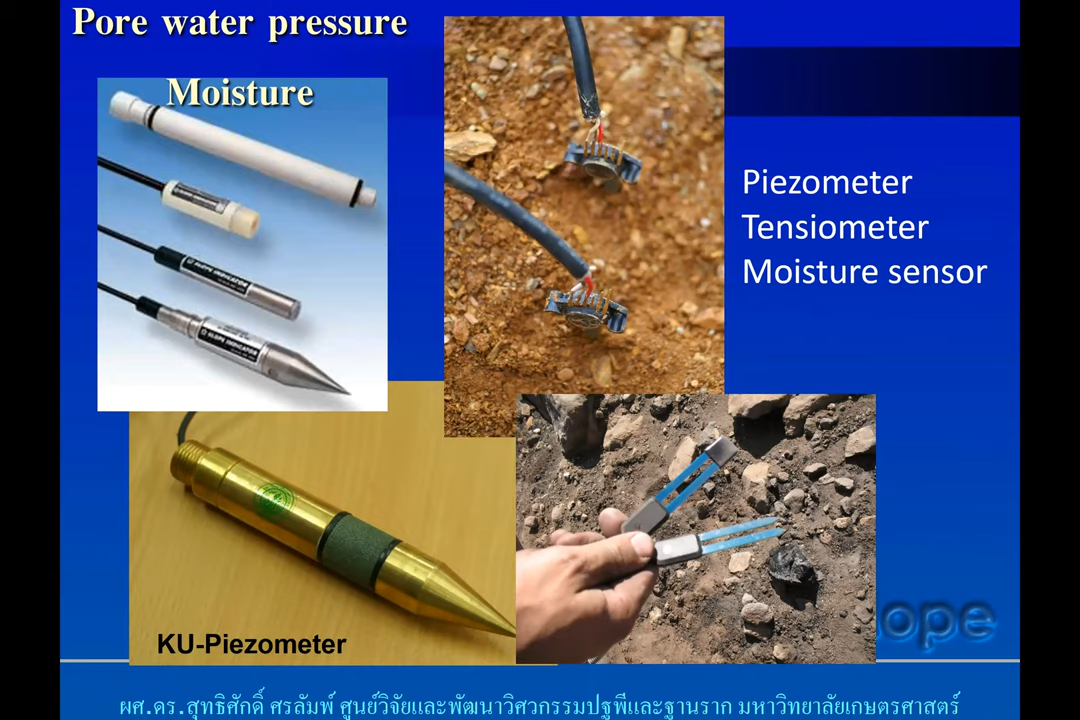 Pore water pressure
Moisture
SLOPE INDICATOR
SLOPE INDICATOR
Piezometer
Tensiometer
Moisture sensor
KU-Piezometer
ope
ผศ.ดร.สุทธิศักดิ์ ศรลัมพ์ ศูนย์วิจัยและพัฒนาวิศวกรรมปฐพีและฐานราก มหาวิทยาลัยเกษตรศาสตร์